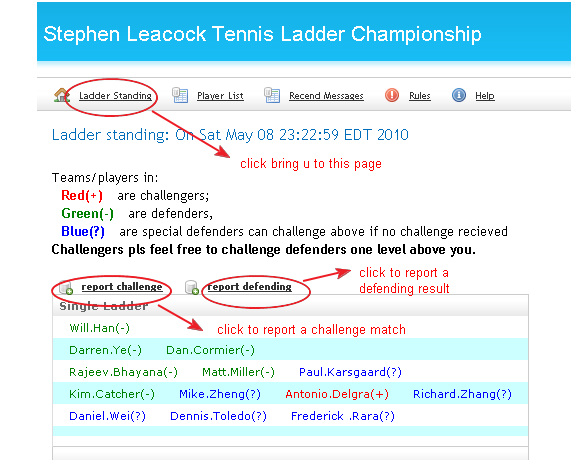 Stephen Leacock Tennis Ladder Championship
Ladder Standing Player List Recend Messages Rules Help
Ladder standing: On Sat May 08 23:22:59 EDT 2010
click bring u to this page
Teams/players in:
Red(+) are challengers;
Green(-) are defenders,
Blue(?) are special defenders can challenge above if no challenge recieved
Challengers pls feel free to challenge defenders one level above you.
report challenge report defending
click to report a
defending result
Single Ladder
click to report a challenge match
Will.Han(-)
Darren.Ye(-) Dan.Cormier(-)
Rajeev.Bhayana(-) Matt.Miller(-) Paul.Karsgaard(?)
Kim.Catcher(-) Mike.Zheng(?) Antonio.Delgra(+) Richard.Zhang(?)
Daniel.Wei(?) Dennis.Toledo(?) Frederick .Rara(?)